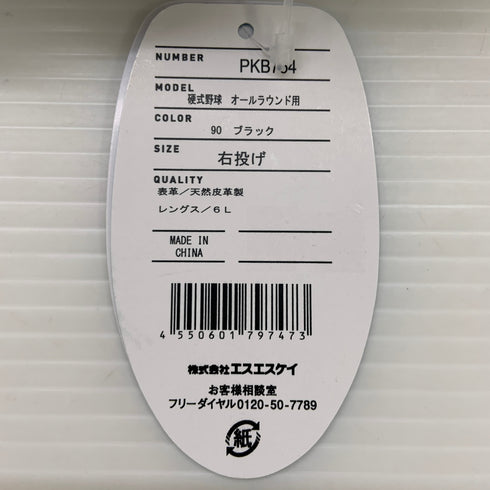 NUMBER
MODEL 硬式野球 オールラウンド用
COLOR 90 ブラック
SIZE 右投げ
QUALITY
表革／天然皮革製
レングス／6L
MADE IN
CHINA
4 550601 797473
株式会社エスエスケイ
お客様相談室
フリーダイヤル0120-50-7789
紙